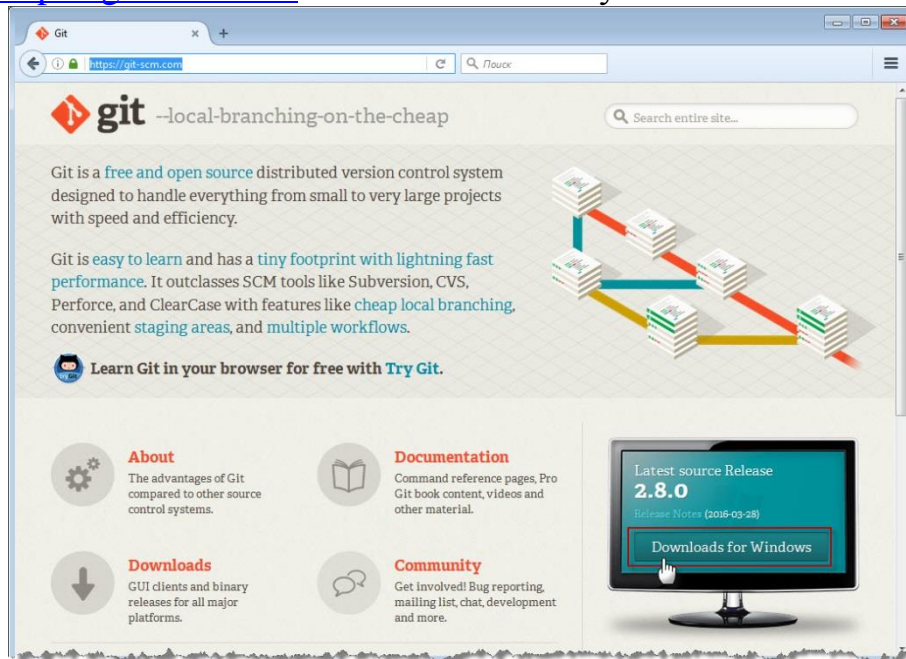 Git
https://git-scm.com
Поиск
git --local-branching-on-the-cheap
Search entire site...
Git is a free and open source distributed version control system
designed to handle everything from small to very large projects
with speed and efficiency.
Git is easy to learn and has a tiny footprint with lightning fast
performance. It outclasses SCM tools like Subversion, CVS,
Perforce, and ClearCase with features like cheap local branching,
convenient staging areas, and multiple workflows.
Learn Git in your browser for free with Try Git.
About
The advantages of Git
compared to other source
control systems.
Documentation
Command reference pages, Pro
Git book content, videos and
other material.
Downloads
GUI clients and binary
releases for all major
platforms.
Community
Get involved! Bug reporting,
mailing list, chat, development
and more.
Latest source Release
2.8.0
Release Notes (2016-03-28)
Downloads for Windows